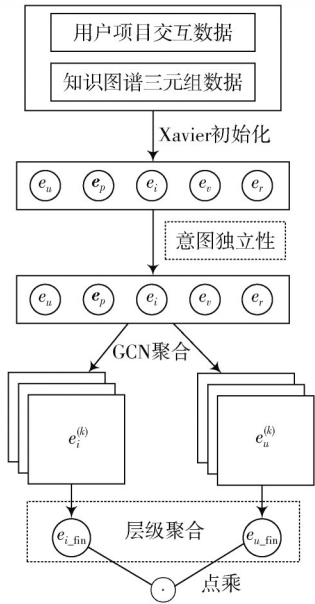 用户项目交互数据
知识图谱三元组数据
Xavier初始化
e_u e_p e_i e_v e_r
意图独立性
e_u e_p e_i e_v e_r
GCN聚合
e_i^(k) e_u^(k)
e_i_fin 层级聚合 e_u_fin
点乘